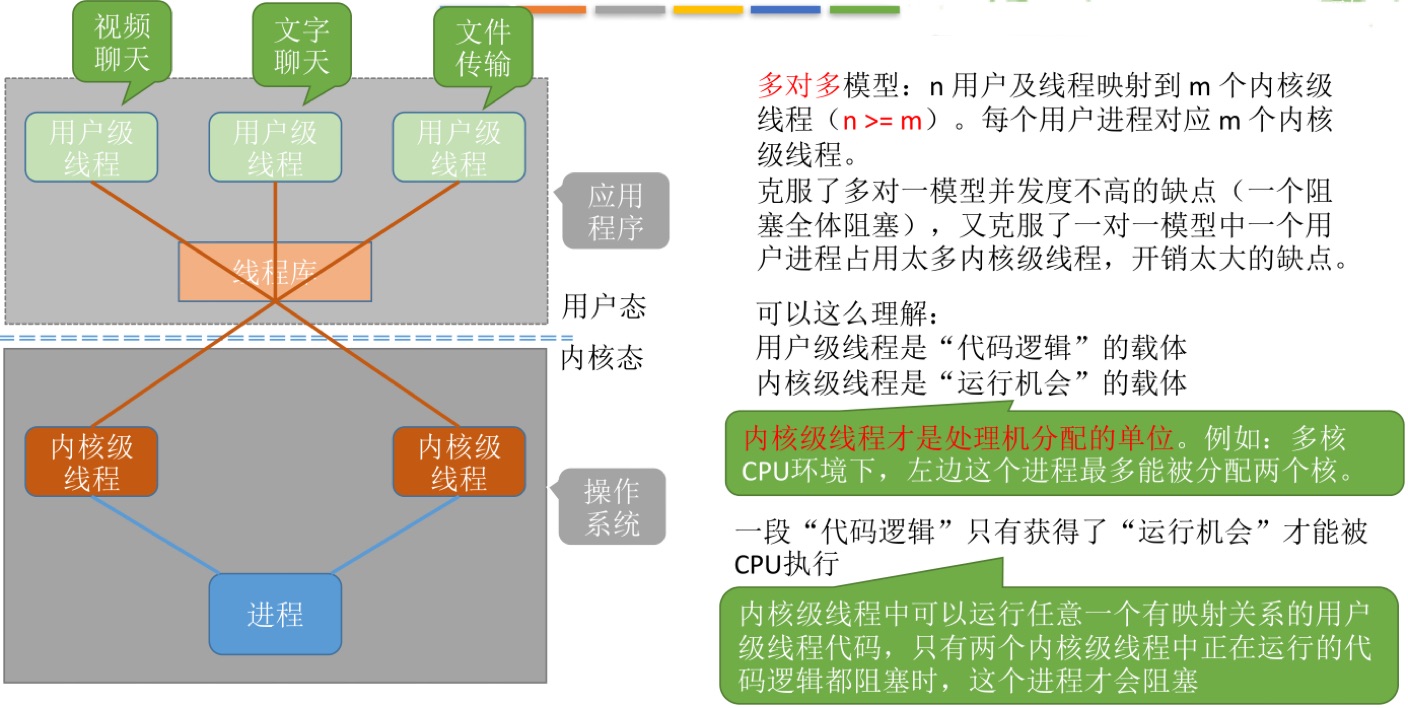 视频
聊天
文字
聊天
文件
传输
用户级
线程
用户级
线程
用户级
线程
应用
程序
线程库
用户态
内核态
内核级
线程
内核级
线程
操作
系统
进程
多对多模型：n 用户及线程映射到 m 个内核级
线程（n >= m）。每个用户进程对应 m 个内核
级线程。
克服了多对一模型并发度不高的缺点（一个阻
塞全体阻塞），又克服了一对一模型中一个用
户进程占用太多内核级线程，开销太大的缺点。
可以这么理解：
用户级线程是“代码逻辑”的载体
内核级线程是“运行机会”的载体
内核级线程才是处理机分配的单位。例如：多核
CPU环境下，左边这个进程最多能被分配两个核。
一段“代码逻辑”只有获得了“运行机会”才能被
CPU执行
内核级线程中可以运行任意一个有映射关系的用户
级线程代码，只有两个内核级线程中正在运行的代
码逻辑都阻塞时，这个进程才会阻塞